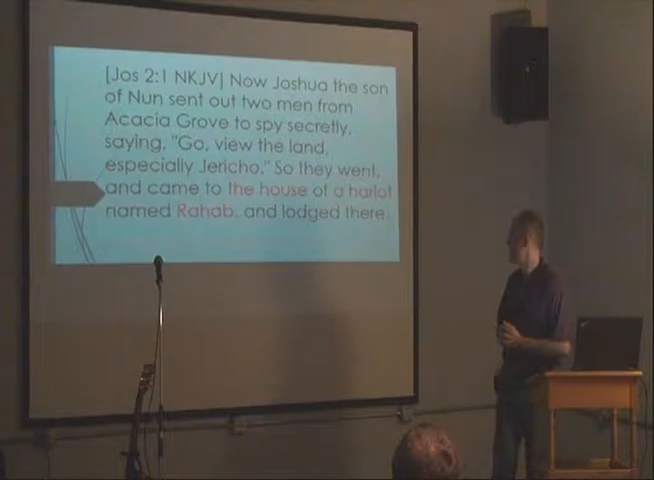 [Jos 2:1 NKJV] Now Joshua the son
of Nun sent out two men from
Acacia Grove to spy secretly,
saying, "Go, view the land,
especially Jericho." So they went,
and came to the house of a harlot
named Rahab, and lodged there.